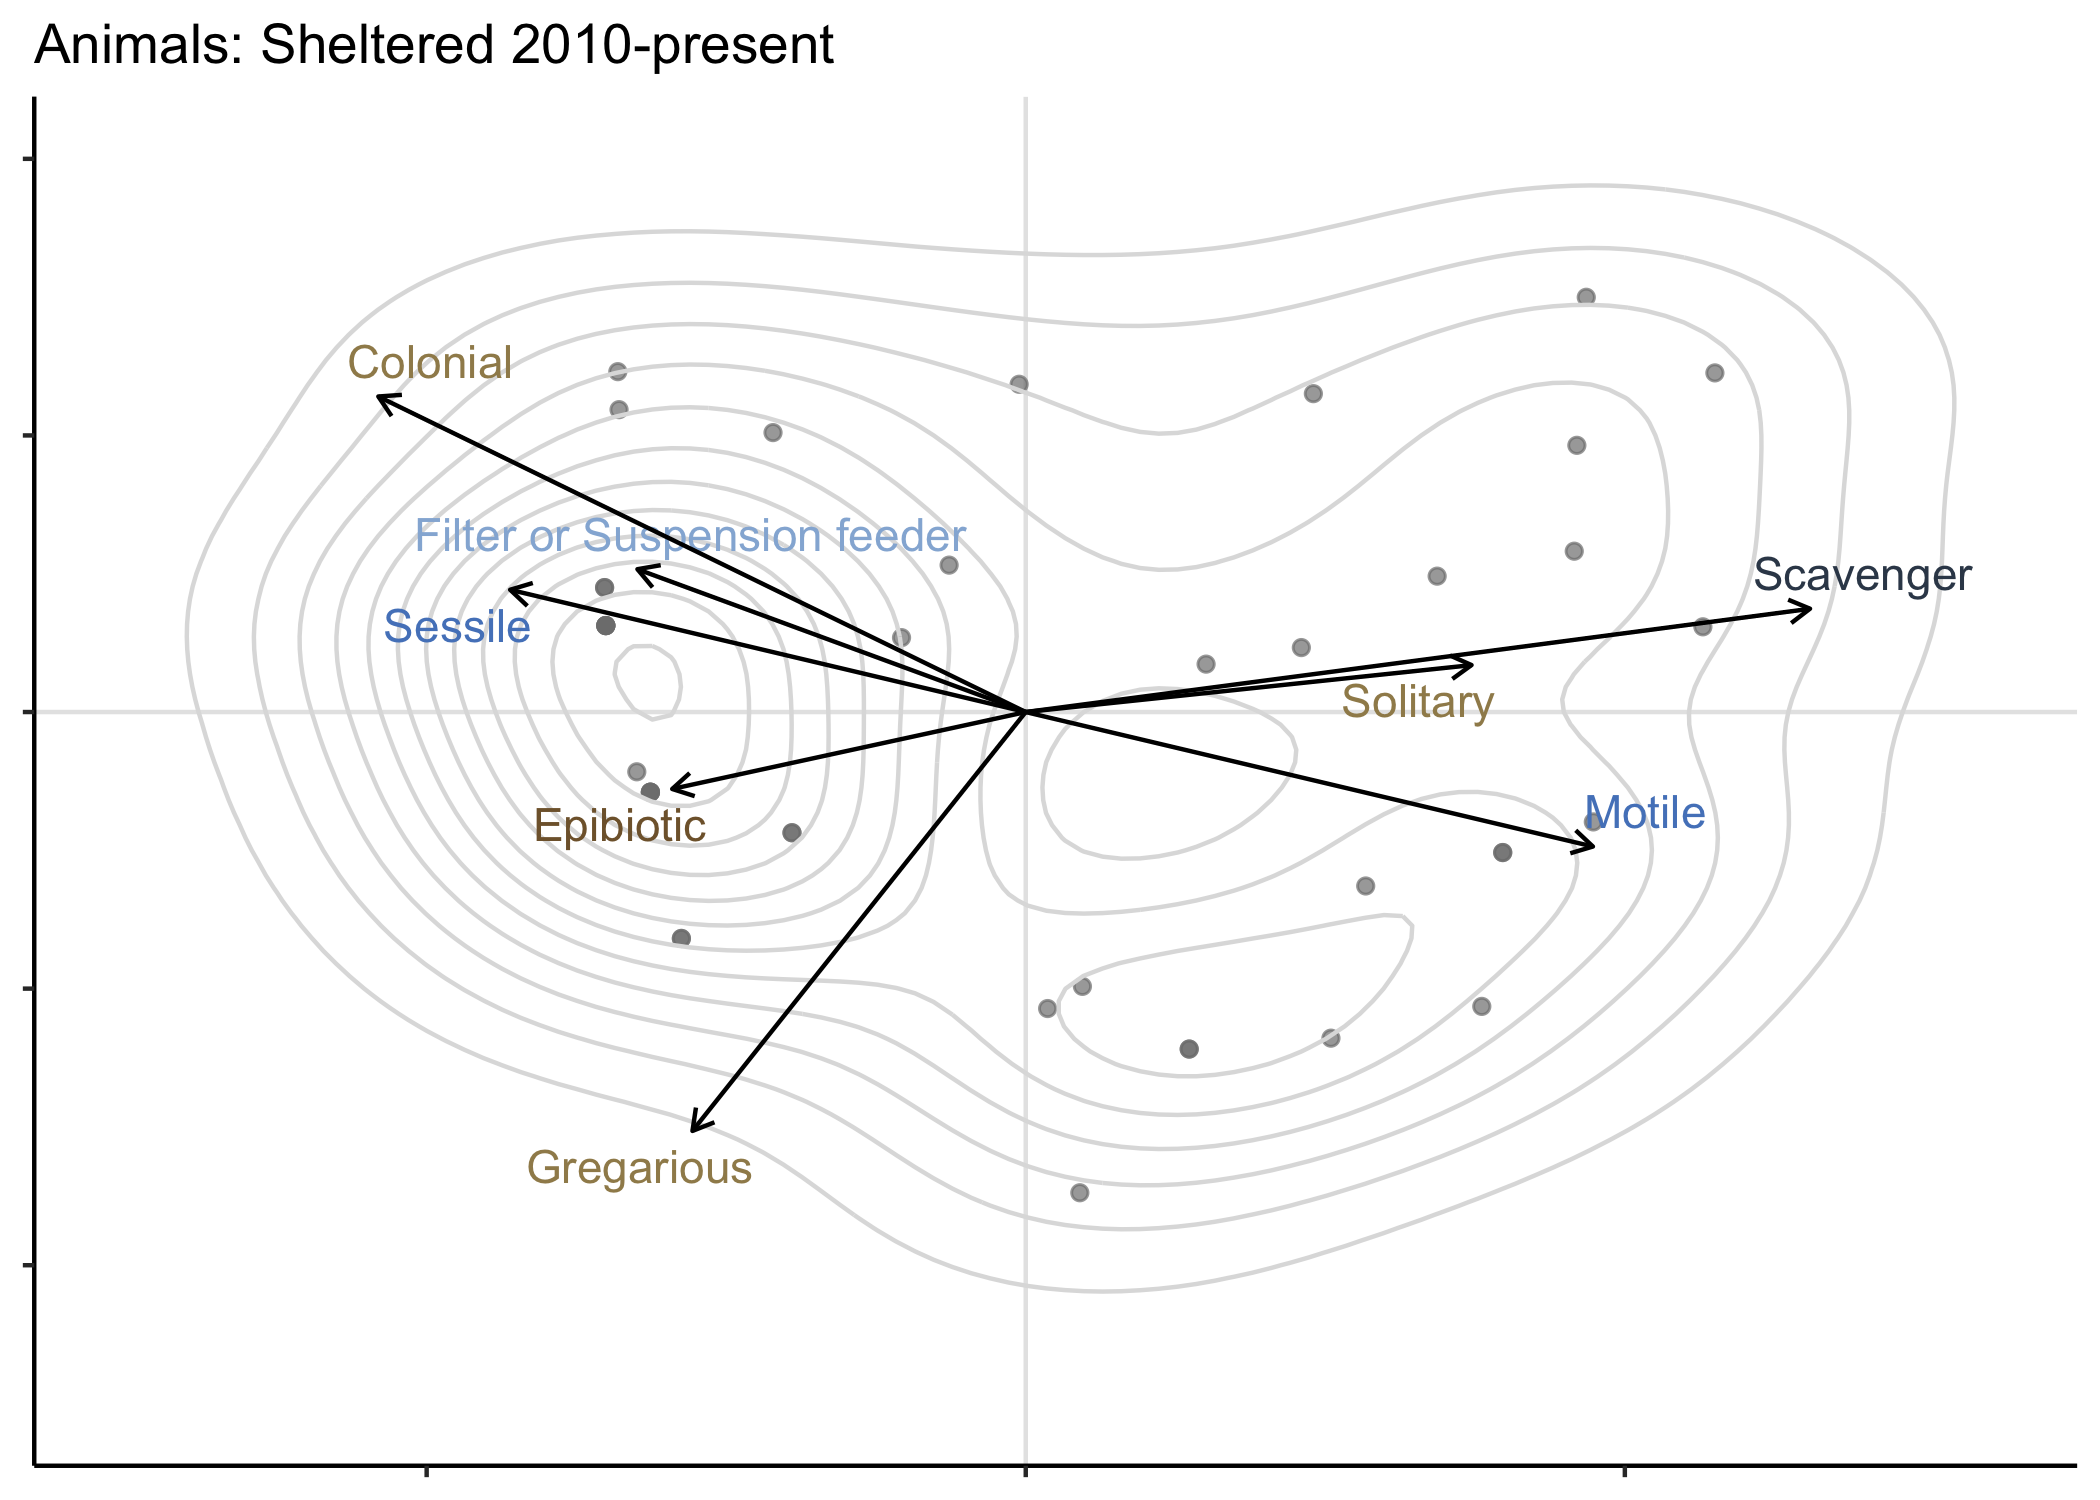 Animals: Sheltered 2010-present
Colonial
Filter or Suspension feeder
Scavenger
Sessile
Solitary
Motile
Epibiotic
Gregarious